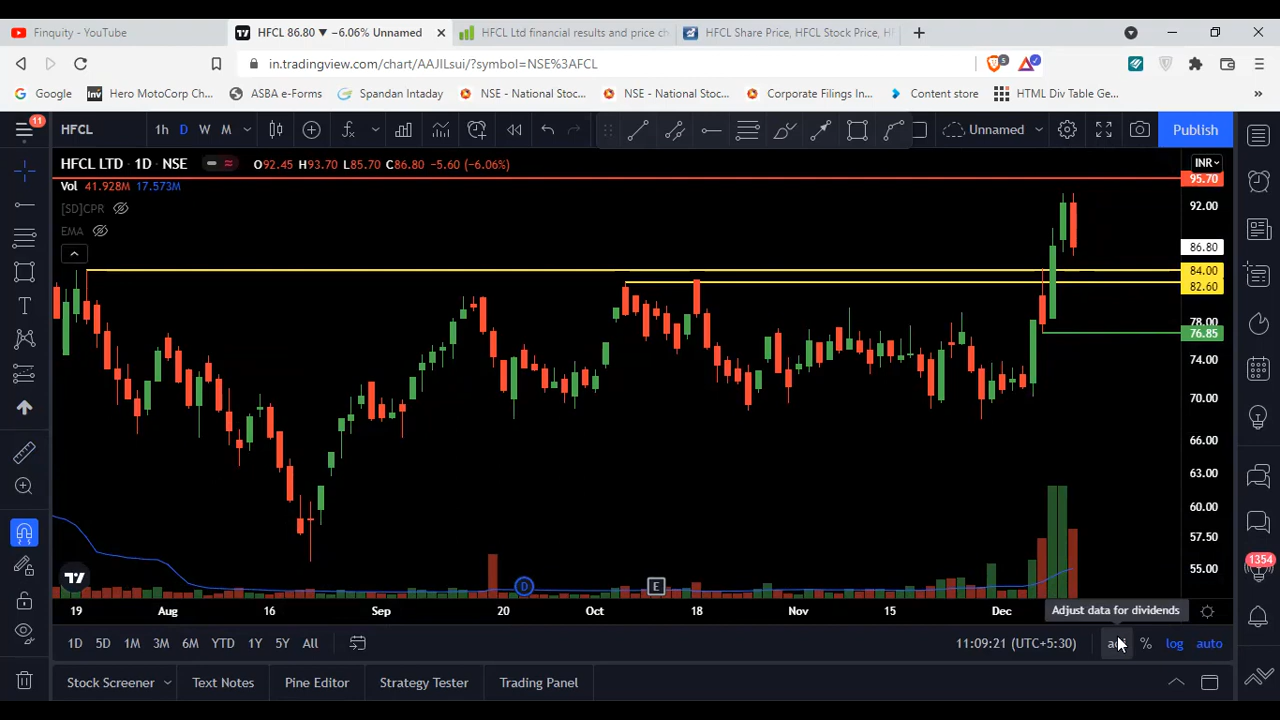 Finquity - YouTube
HFCL 86.80 ▼ −6.06% Unnamed
HFCL Ltd financial results and price ch
HFCL Share Price, HFCL Stock Price, H
in.tradingview.com/chart/AAJILsui/?symbol=NSE%3AFCL
5
Google
Hero MotoCorp Ch...
ASBA e-Forms
Spandan Intaday
NSE - National Stoc...
NSE - National Stoc...
Corporate Filings In...
Content store
HTML Div Table Ge...
»
11
HFCL
1h
D
W
M
Unnamed
Publish
HFCL LTD · 1D · NSE
O92.45 H93.70 L85.70 C86.80 −5.60 (−6.06%)
INR
Vol 41.928M 17.573M
[SD]CPR
EMA
95.70
92.00
86.80
84.00
82.60
78.00
76.85
74.00
70.00
66.00
63.00
60.00
57.50
55.00
D
E
1354
19
Aug
16
Sep
20
Oct
18
Nov
15
Dec
Adjust data for dividends
1D
5D
1M
3M
6M
YTD
1Y
5Y
All
11:09:21 (UTC+5:30)
%
log
auto
Stock Screener
Text Notes
Pine Editor
Strategy Tester
Trading Panel